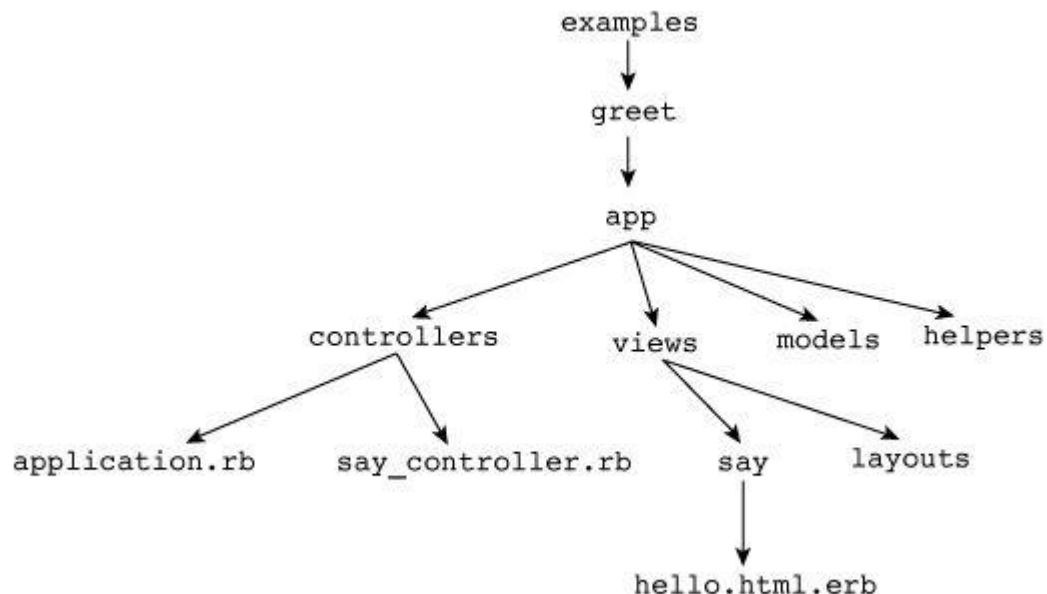 examples
greet
app
controllers
views
models
helpers
application.rb
say_controller.rb
say
layouts
hello.html.erb